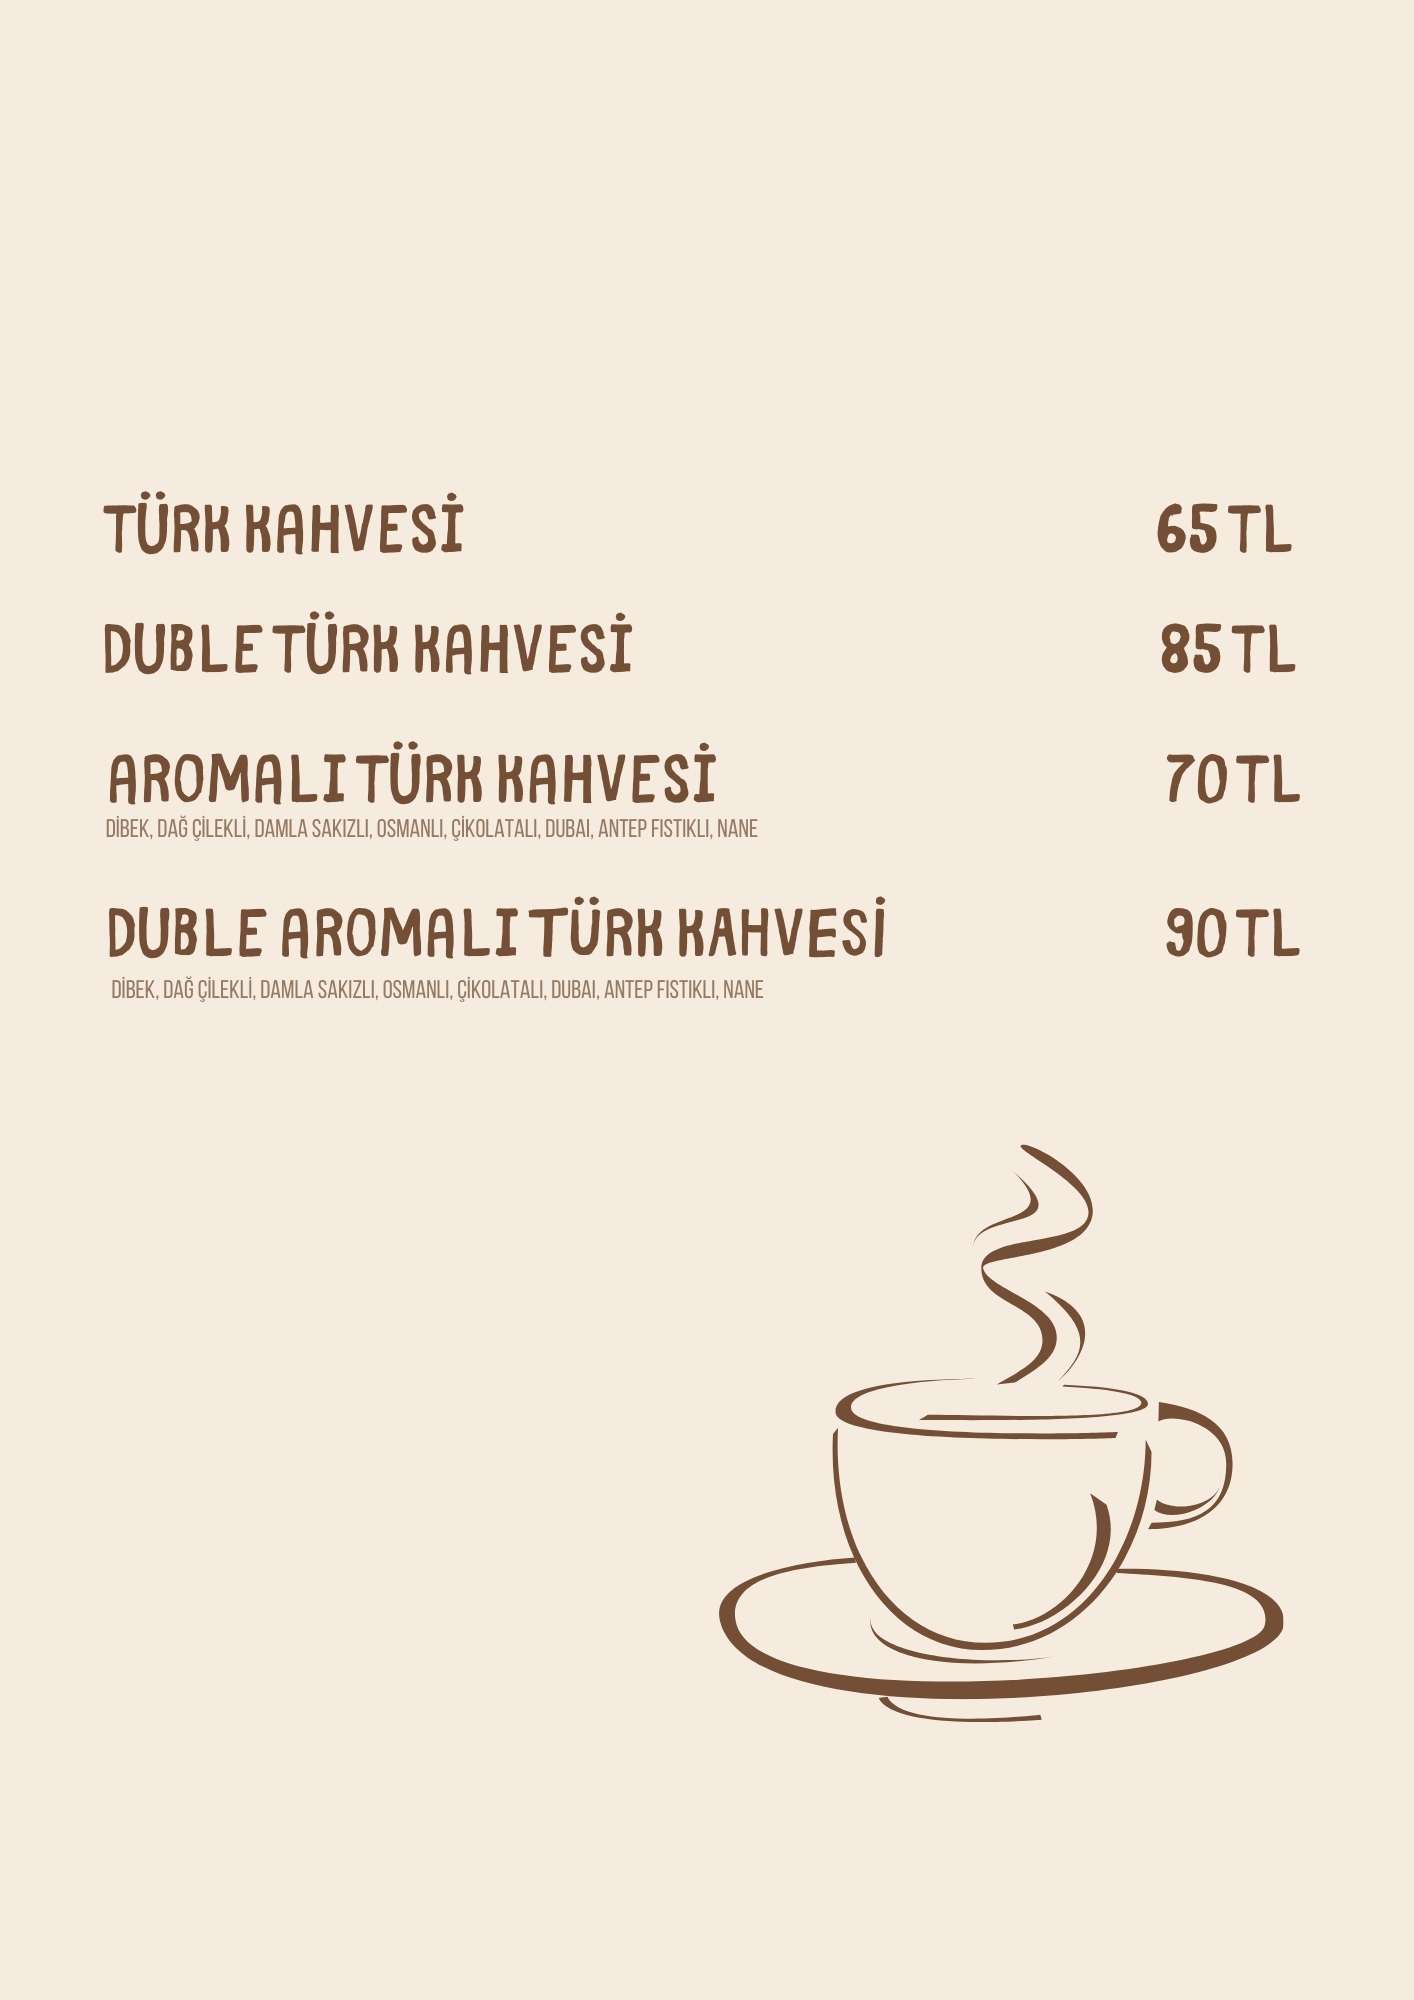 TÜRK KAHVESİ 65 TL
DUBLE TÜRK KAHVESİ 85 TL
AROMALI TÜRK KAHVESİ 70 TL
DİBEK, DAĞ ÇİLEKLİ, DAMLA SAKIZLI, OSMANLI, ÇİKOLATALI, DUBAI, ANTEP FISTIKLI, NANE
DUBLE AROMALI TÜRK KAHVESİ 90 TL
DİBEK, DAĞ ÇİLEKLİ, DAMLA SAKIZLI, OSMANLI, ÇİKOLATALI, DUBAI, ANTEP FISTIKLI, NANE